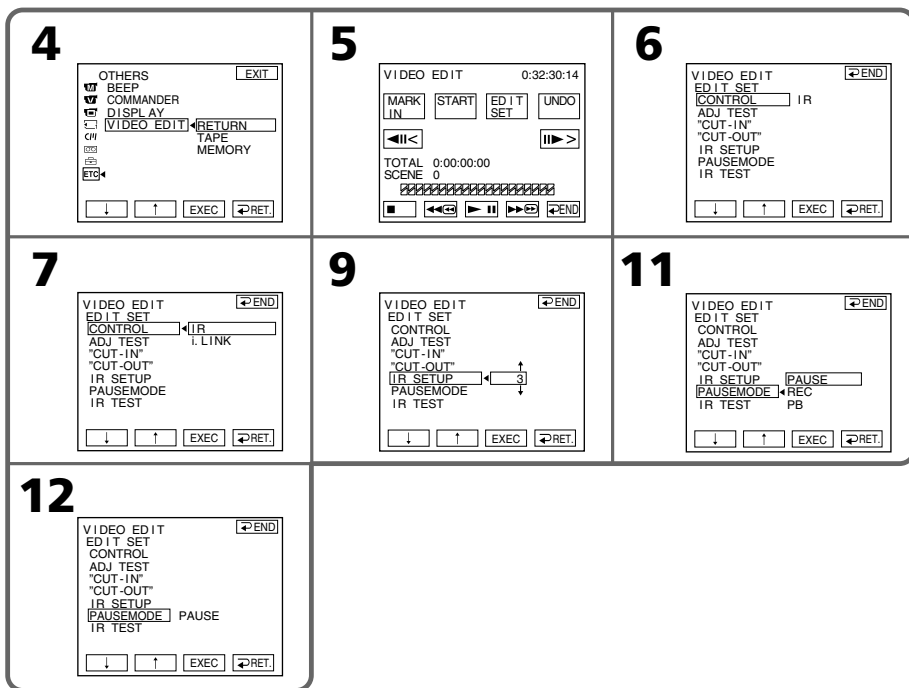 4
OTHERS EXIT
BEEP
COMMANDER
DISPLAY
VIDEO EDIT RETURN
TAPE
MEMORY
ETC
↓ ↑ EXEC RET.
5
VIDEO EDIT 0:32:30:14
MARK IN START EDIT SET UNDO
TOTAL 0:00:00:00
SCENE 0
END
6
VIDEO EDIT END
EDIT SET
CONTROL IR
ADJ TEST
"CUT-IN"
"CUT-OUT"
IR SETUP
PAUSEMODE
IR TEST
↓ ↑ EXEC RET.
7
VIDEO EDIT END
EDIT SET
CONTROL IR
ADJ TEST i.LINK
"CUT-IN"
"CUT-OUT"
IR SETUP
PAUSEMODE
IR TEST
↓ ↑ EXEC RET.
9
VIDEO EDIT END
EDIT SET
CONTROL
ADJ TEST
"CUT-IN"
"CUT-OUT"
IR SETUP 3
PAUSEMODE
IR TEST
↓ ↑ EXEC RET.
11
VIDEO EDIT END
EDIT SET
CONTROL
ADJ TEST
"CUT-IN"
"CUT-OUT"
IR SETUP PAUSE
PAUSEMODE REC
IR TEST PB
↓ ↑ EXEC RET.
12
VIDEO EDIT END
EDIT SET
CONTROL
ADJ TEST
"CUT-IN"
"CUT-OUT"
IR SETUP
PAUSEMODE PAUSE
IR TEST
↓ ↑ EXEC RET.